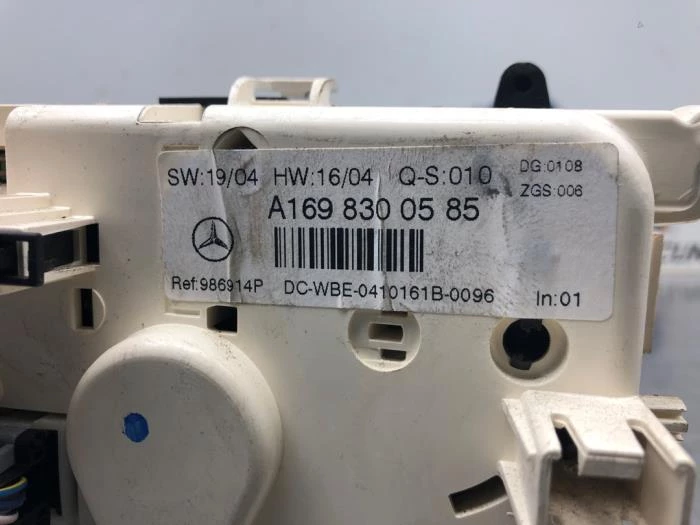 SW:19/04 HW:16/04 Q-S:010 DG:0108
ZGS:006
A169 830 05 85
Ref:986914P DC-WBE-0410161B-0096 In:01